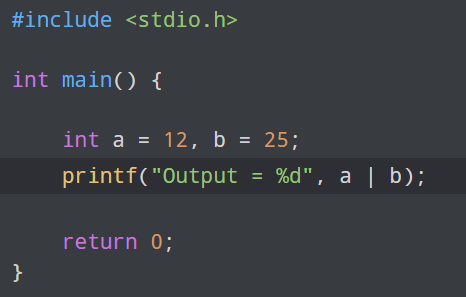 #include <stdio.h>
int main() {
int a = 12, b = 25;
printf("Output = %d", a | b);
return 0;
}